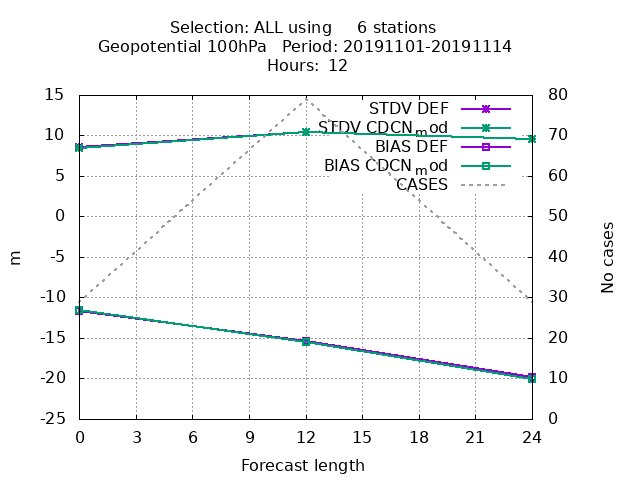 Selection: ALL using     6 stations
Geopotential 100hPa   Period: 20191101-20191114
Hours:  12
15
10
5
0
-5
-10
-15
-20
-25
80
70
60
50
40
30
20
10
0
STDV DEF
STDV CDCN_mod
BIAS DEF
BIAS CDCN_mod
CASES
m
No cases
0 3 6 9 12 15 18 21 24
Forecast length